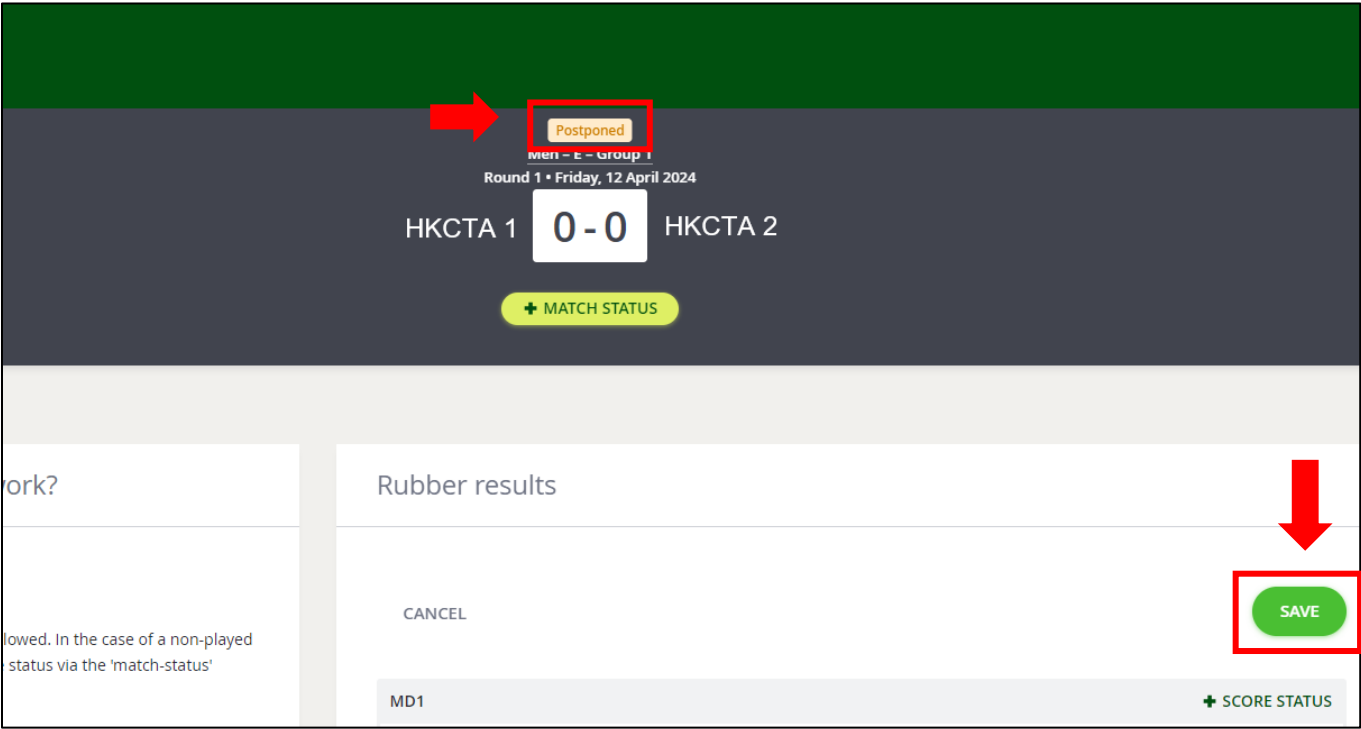 Postponed
Men – E – Group 1
Round 1 • Friday, 12 April 2024
HKCTA 1 0 - 0 HKCTA 2
+ MATCH STATUS
ork?
Rubber results
CANCEL
SAVE
lowed. In the case of a non-played
status via the 'match-status'
MD1
+ SCORE STATUS